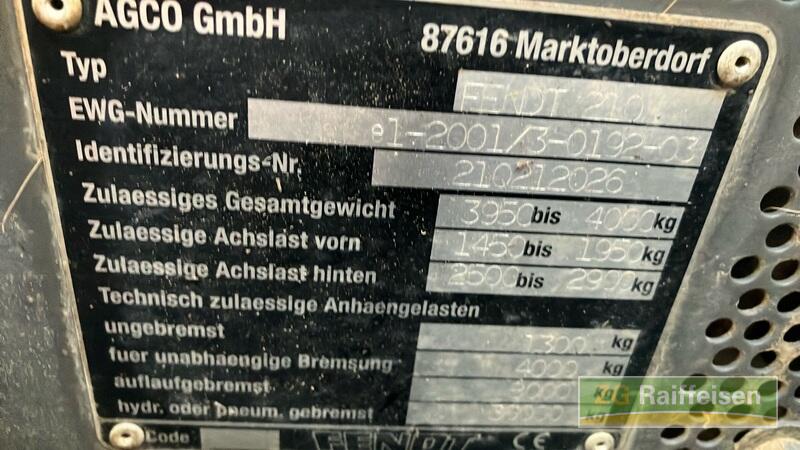 AGCO GmbH
87616 Marktoberdorf
Typ FENDT 210
EWG-Nummer e1-2001/3-0192-03
Identifizierungs-Nr. 210212026
Zulaessiges Gesamtgewicht 3950 bis 4000 kg
Zulaessige Achslast vorn 1450 bis 1950 kg
Zulaessige Achslast hinten 2500 bis 2900 kg
Technisch zulaessige Anhaengelasten
ungebremst 1300 kg
fuer unabhaengige Bremsung 4000
auflaufgebremst kg
hydr. oder pneum. gebremst kg
Code FENDT CE
Raiffeisen